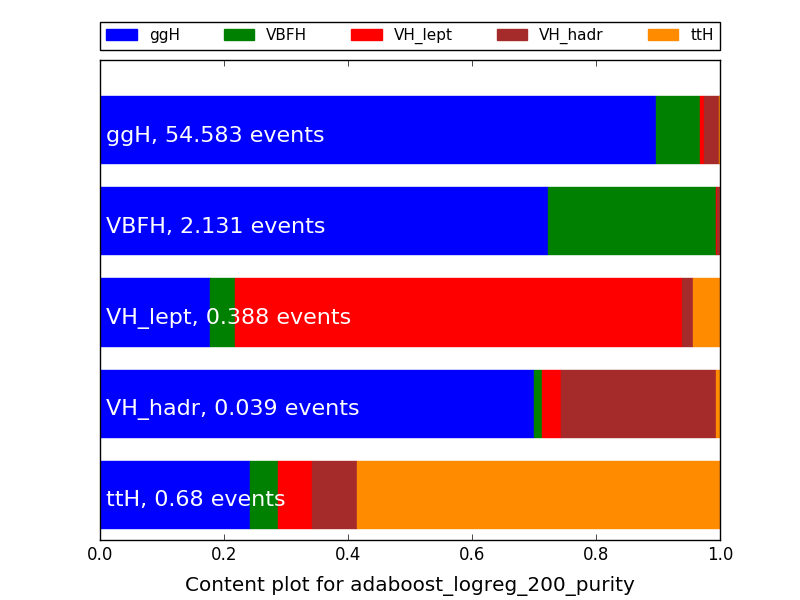 ggH VBFH VH_lept VH_hadr ttH
ggH, 54.583 events
VBFH, 2.131 events
VH_lept, 0.388 events
VH_hadr, 0.039 events
ttH, 0.68 events
0.0 0.2 0.4 0.6 0.8 1.0
Content plot for adaboost_logreg_200_purity